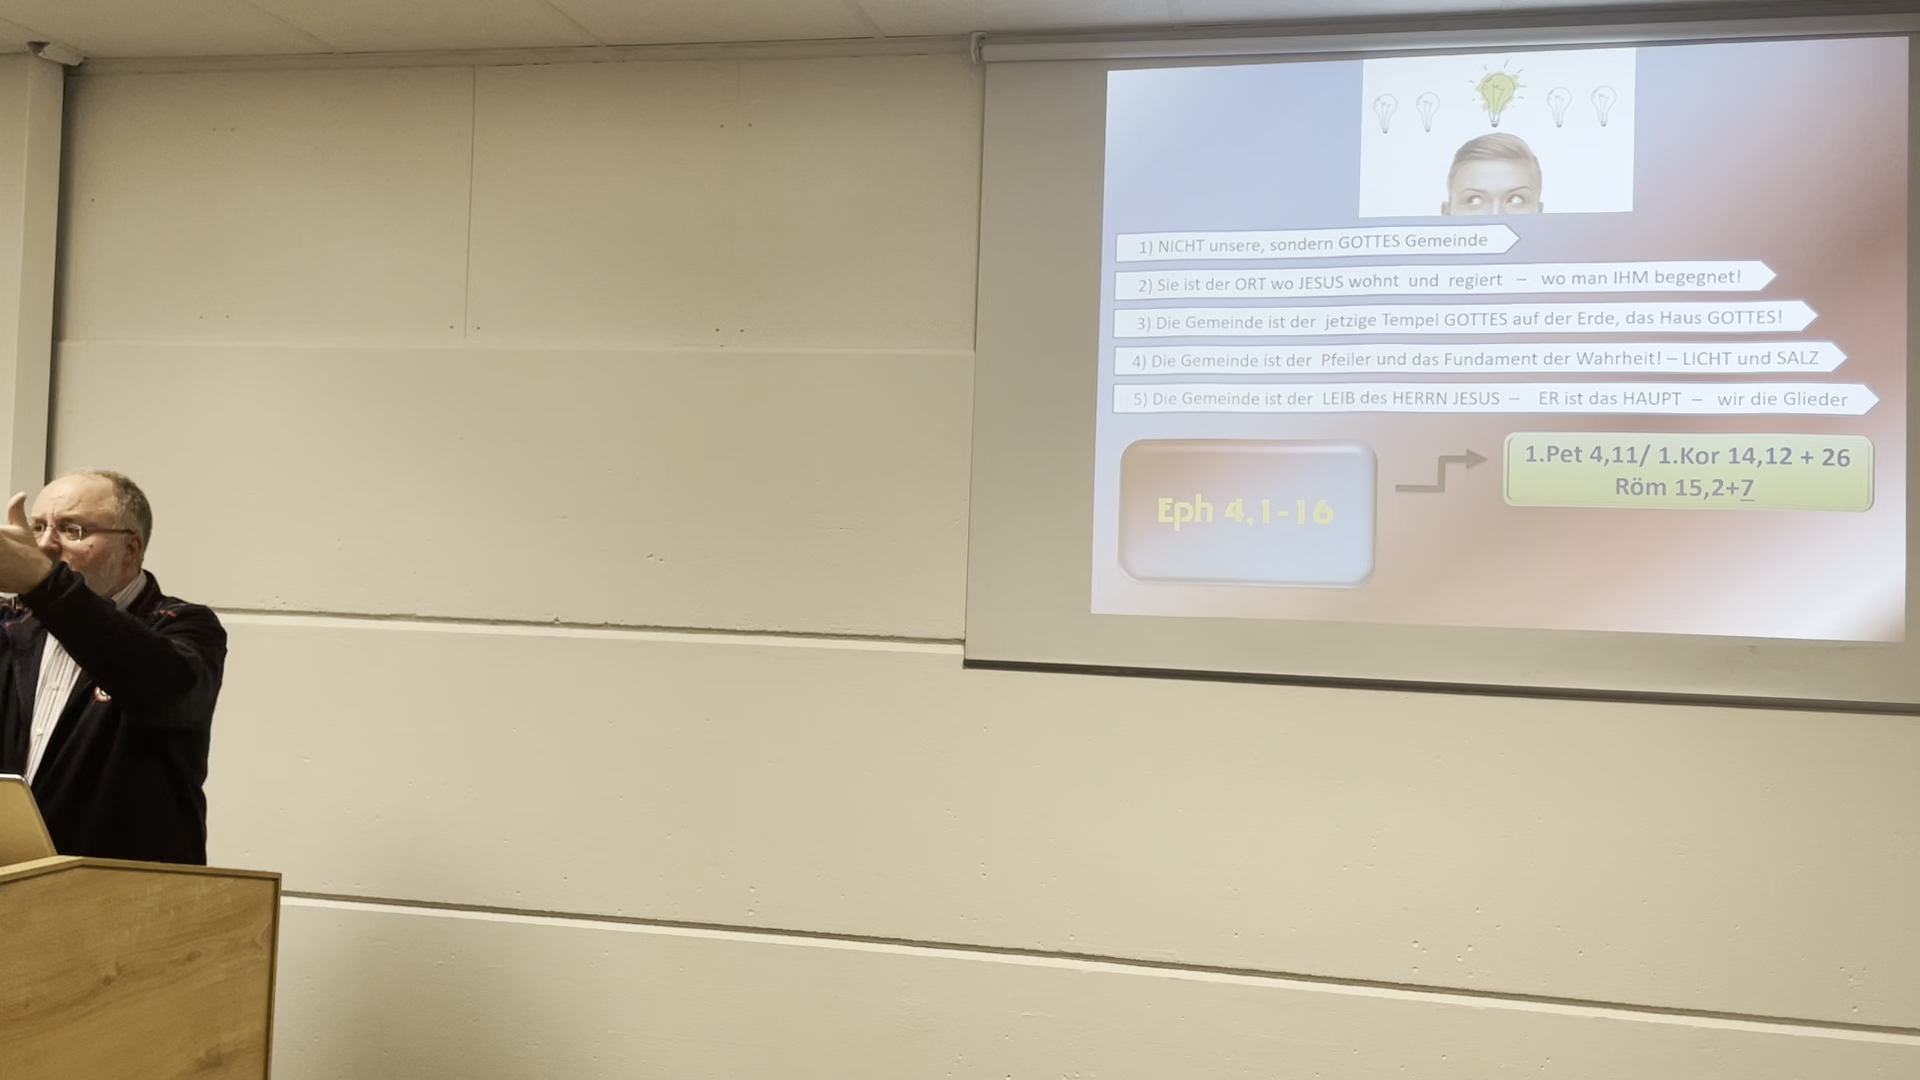 1) NICHT unsere, sondern GOTTES Gemeinde
2) Sie ist der ORT wo JESUS wohnt und regiert – wo man IHM begegnet!
3) Die Gemeinde ist der jetzige Tempel GOTTES auf der Erde, das Haus GOTTES!
4) Die Gemeinde ist der Pfeiler und das Fundament der Wahrheit! – LICHT und SALZ
5) Die Gemeinde ist der LEIB des HERRN JESUS – ER ist das HAUPT – wir die Glieder
Eph 4,1-16
1.Pet 4,11/ 1.Kor 14,12 + 26
Röm 15,2+7